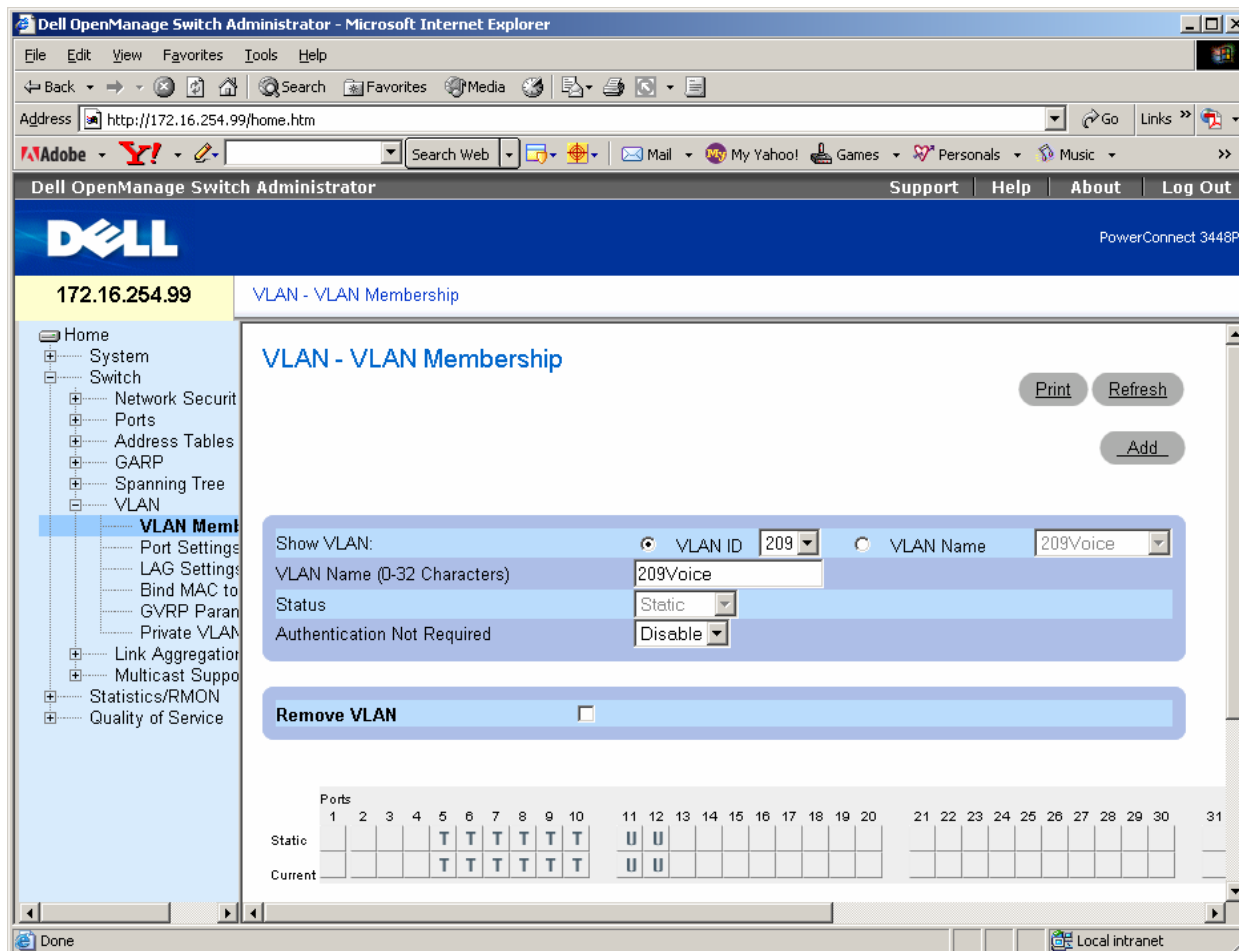 Dell OpenManage Switch Administrator - Microsoft Internet Explorer
File Edit View Favorites Tools Help
Back Search Favorites Media
Address http://172.16.254.99/home.htm Go Links »
Adobe Y! Search Web Mail My Yahoo! Games Personals Music »
Dell OpenManage Switch Administrator Support Help About Log Out
DELL PowerConnect 3448P
172.16.254.99 VLAN - VLAN Membership
Home
System
Switch
Network Securit
Ports
Address Tables
GARP
Spanning Tree
VLAN
VLAN Memb
Port Settings
LAG Settings
Bind MAC to
GVRP Paran
Private VLAN
Link Aggregation
Multicast Suppo
Statistics/RMON
Quality of Service
VLAN - VLAN Membership
Print Refresh
Add
Show VLAN: VLAN ID 209 VLAN Name 209Voice
VLAN Name (0-32 Characters) 209Voice
Status Static
Authentication Not Required Disable
Remove VLAN
Ports
1 2 3 4 5 6 7 8 9 10 11 12 13 14 15 16 17 18 19 20 21 22 23 24 25 26 27 28 29 30 31
Static T T T T T T U U
Current T T T T T T U U
Done Local intranet